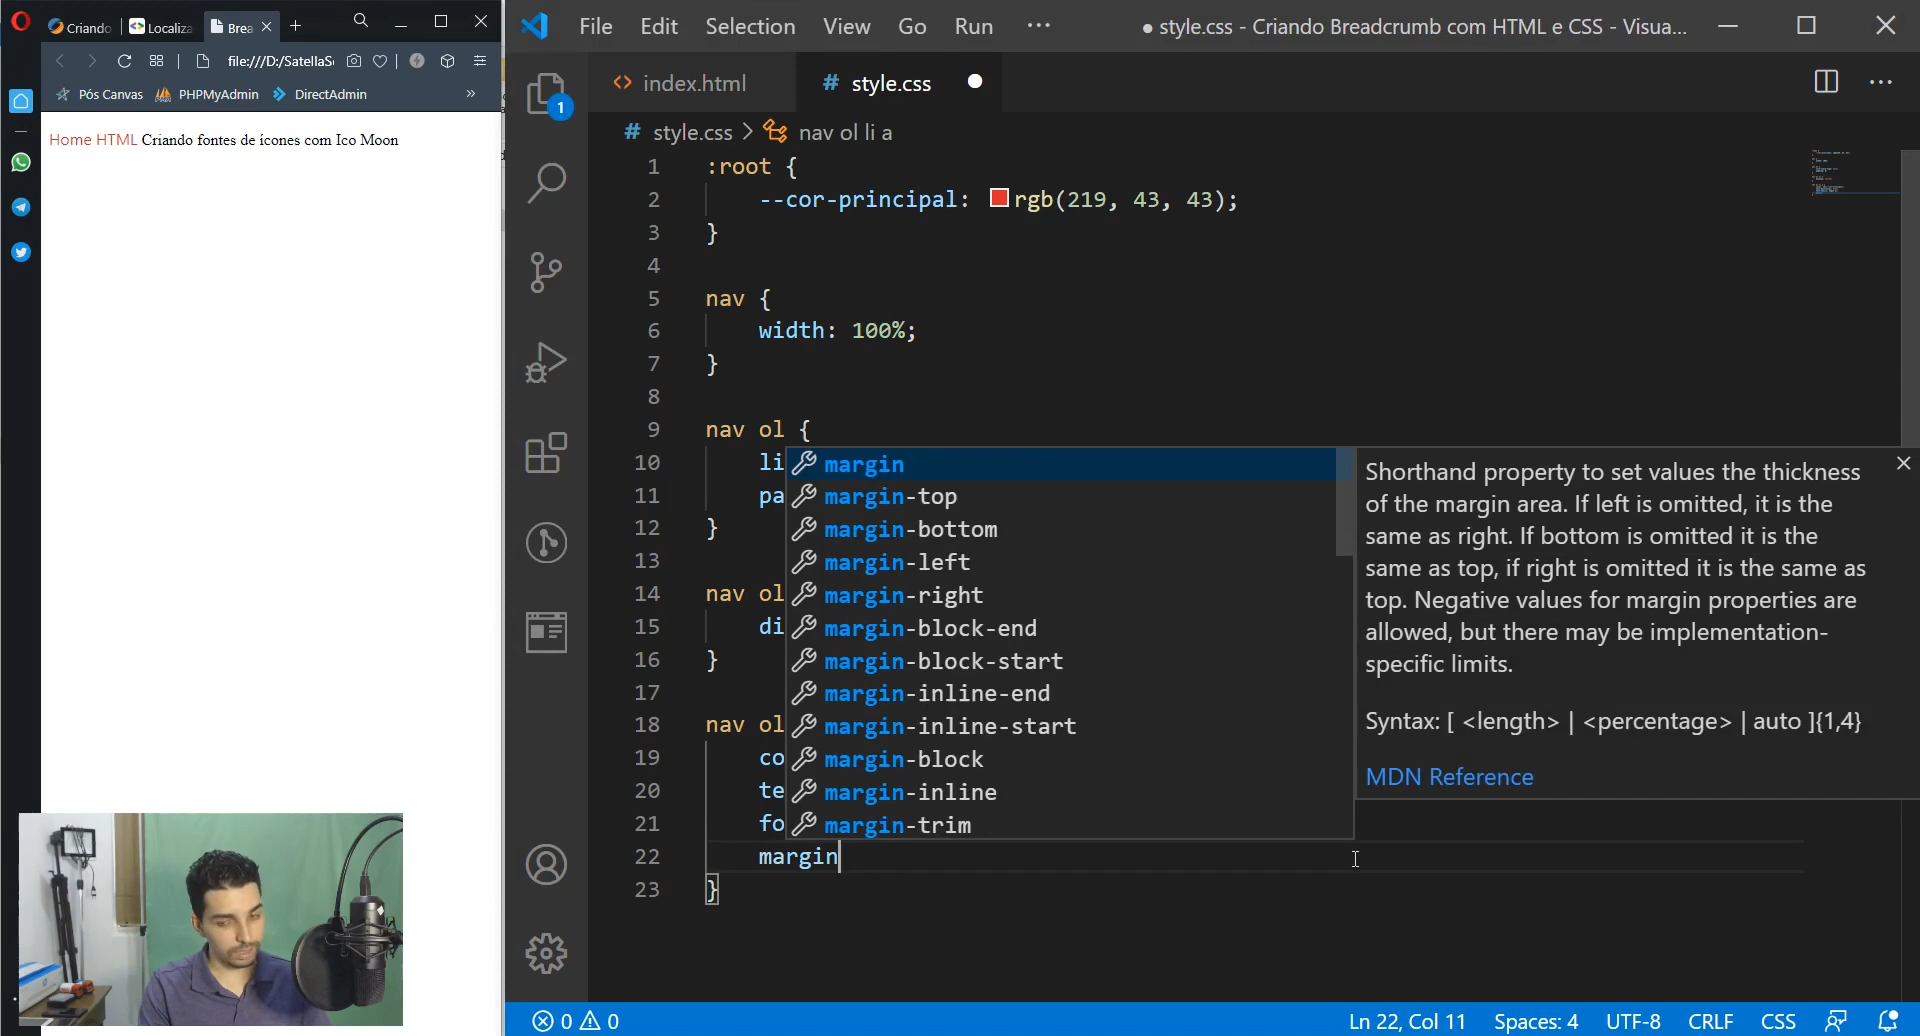 Criando
Localiza
Brea
file:///D:/SatellaS
Pós Canvas
PHPMyAdmin
DirectAdmin
»
Home HTML Criando fontes de ícones com Ico Moon
File Edit Selection View Go Run ···
● style.css - Criando Breadcrumb com HTML e CSS - Visua...
1
<> index.html
# style.css
# style.css > nav ol li a
1 :root {
2 --cor-principal: rgb(219, 43, 43);
3 }
4
5 nav {
6 width: 100%;
7 }
8
9 nav ol {
10 li
11 pa
12 }
13
14 nav ol
15 di
16 }
17
18 nav ol
19 co
20 te
21 fo
22 margin
23 }
margin
margin-top
margin-bottom
margin-left
margin-right
margin-block-end
margin-block-start
margin-inline-end
margin-inline-start
margin-block
margin-inline
margin-trim
Shorthand property to set values the thickness
of the margin area. If left is omitted, it is the
same as right. If bottom is omitted it is the
same as top, if right is omitted it is the same as
top. Negative values for margin properties are
allowed, but there may be implementation-
specific limits.
Syntax: [ <length> | <percentage> | auto ]{1,4}
MDN Reference
0 0
Ln 22, Col 11 Spaces: 4 UTF-8 CRLF CSS